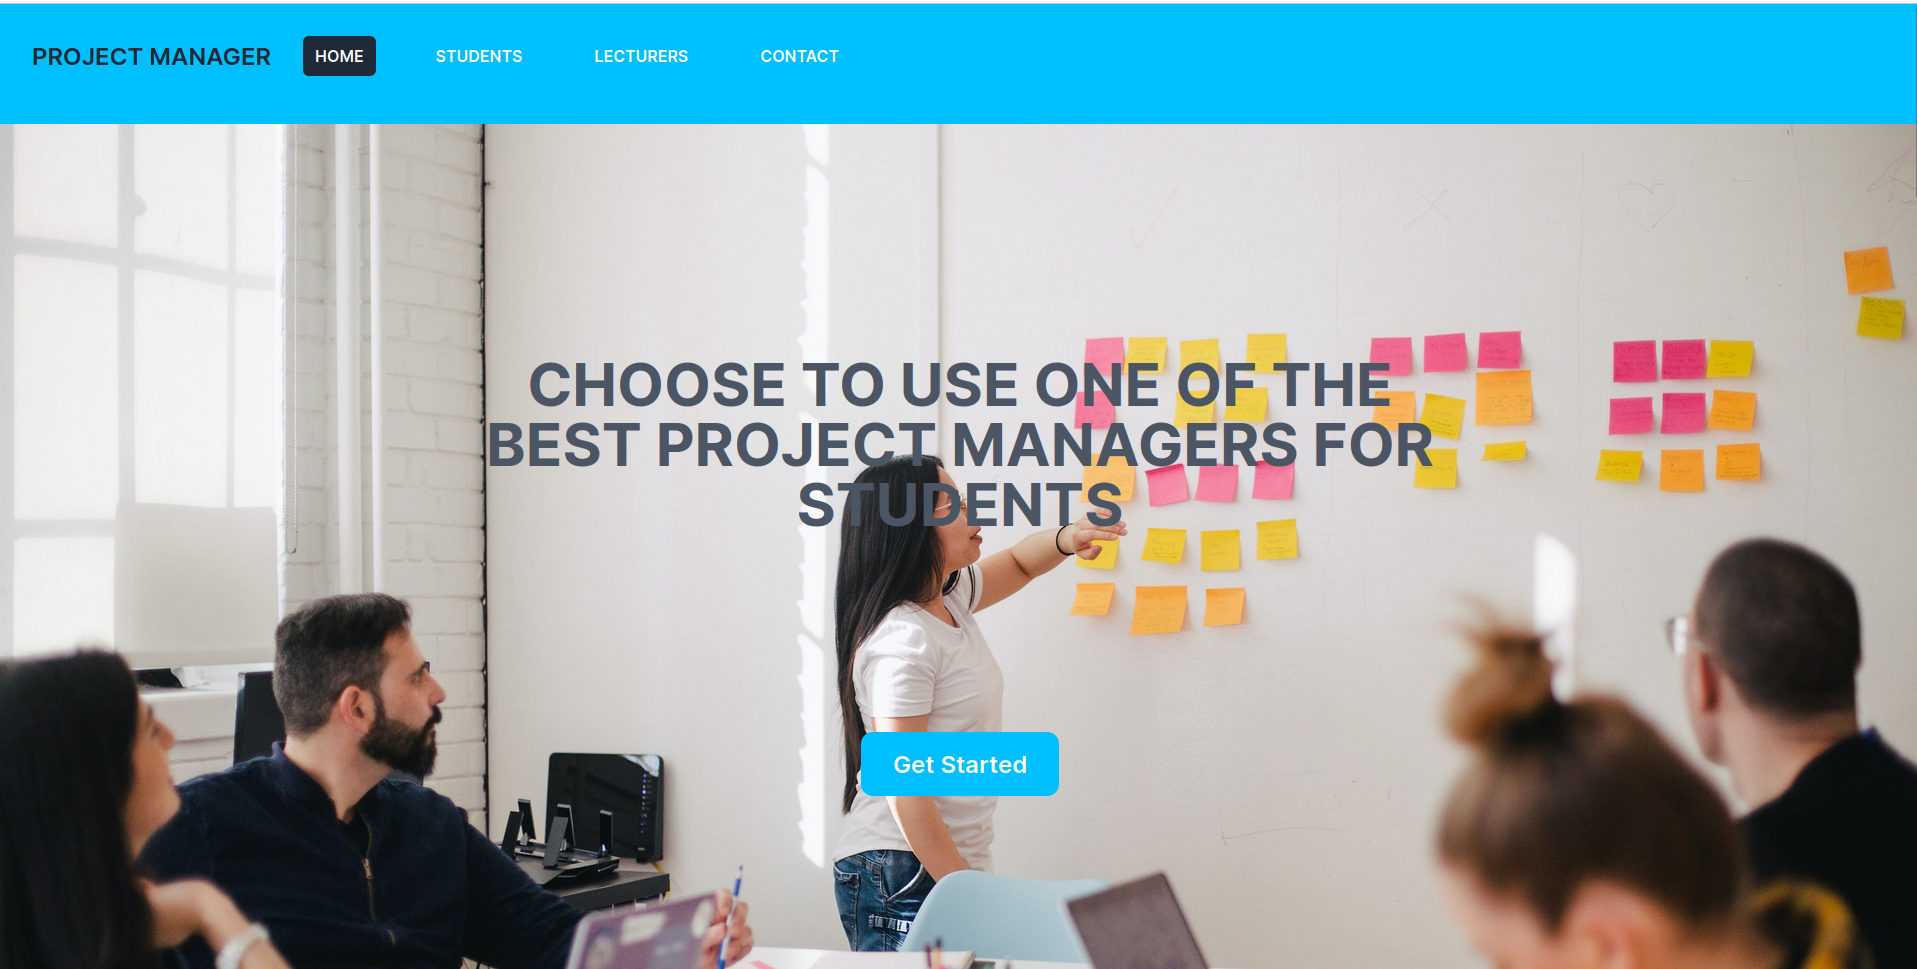 PROJECT MANAGER HOME STUDENTS LECTURERS CONTACT
CHOOSE TO USE ONE OF THE
BEST PROJECT MANAGERS FOR
STUDENTS
Get Started